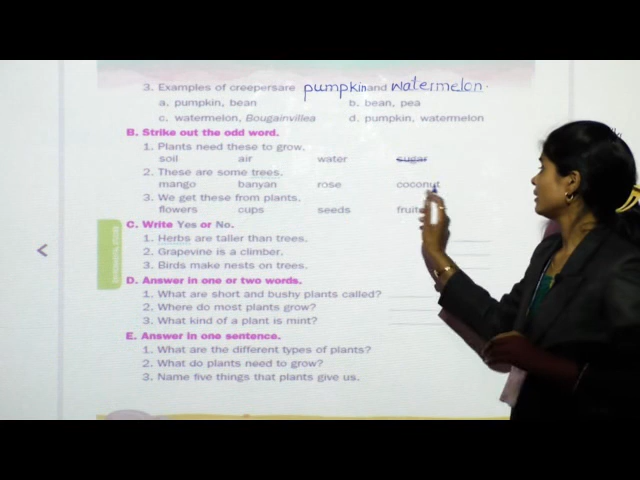 3. Examples of creepersare pumpkin and watermelon.
a. pumpkin, bean b. bean, pea
c. watermelon, Bougainvillea d. pumpkin, watermelon
B. Strike out the odd word.
1. Plants need these to grow.
soil air water sugar
2. These are some trees.
mango banyan rose coconut
3. We get these from plants.
flowers cups seeds fruits
C. Write Yes or No.
1. Herbs are taller than trees.
2. Grapevine is a climber.
3. Birds make nests on trees.
D. Answer in one or two words.
1. What are short and bushy plants called?
2. Where do most plants grow?
3. What kind of a plant is mint?
E. Answer in one sentence.
1. What are the different types of plants?
2. What do plants need to grow?
3. Name five things that plants give us.